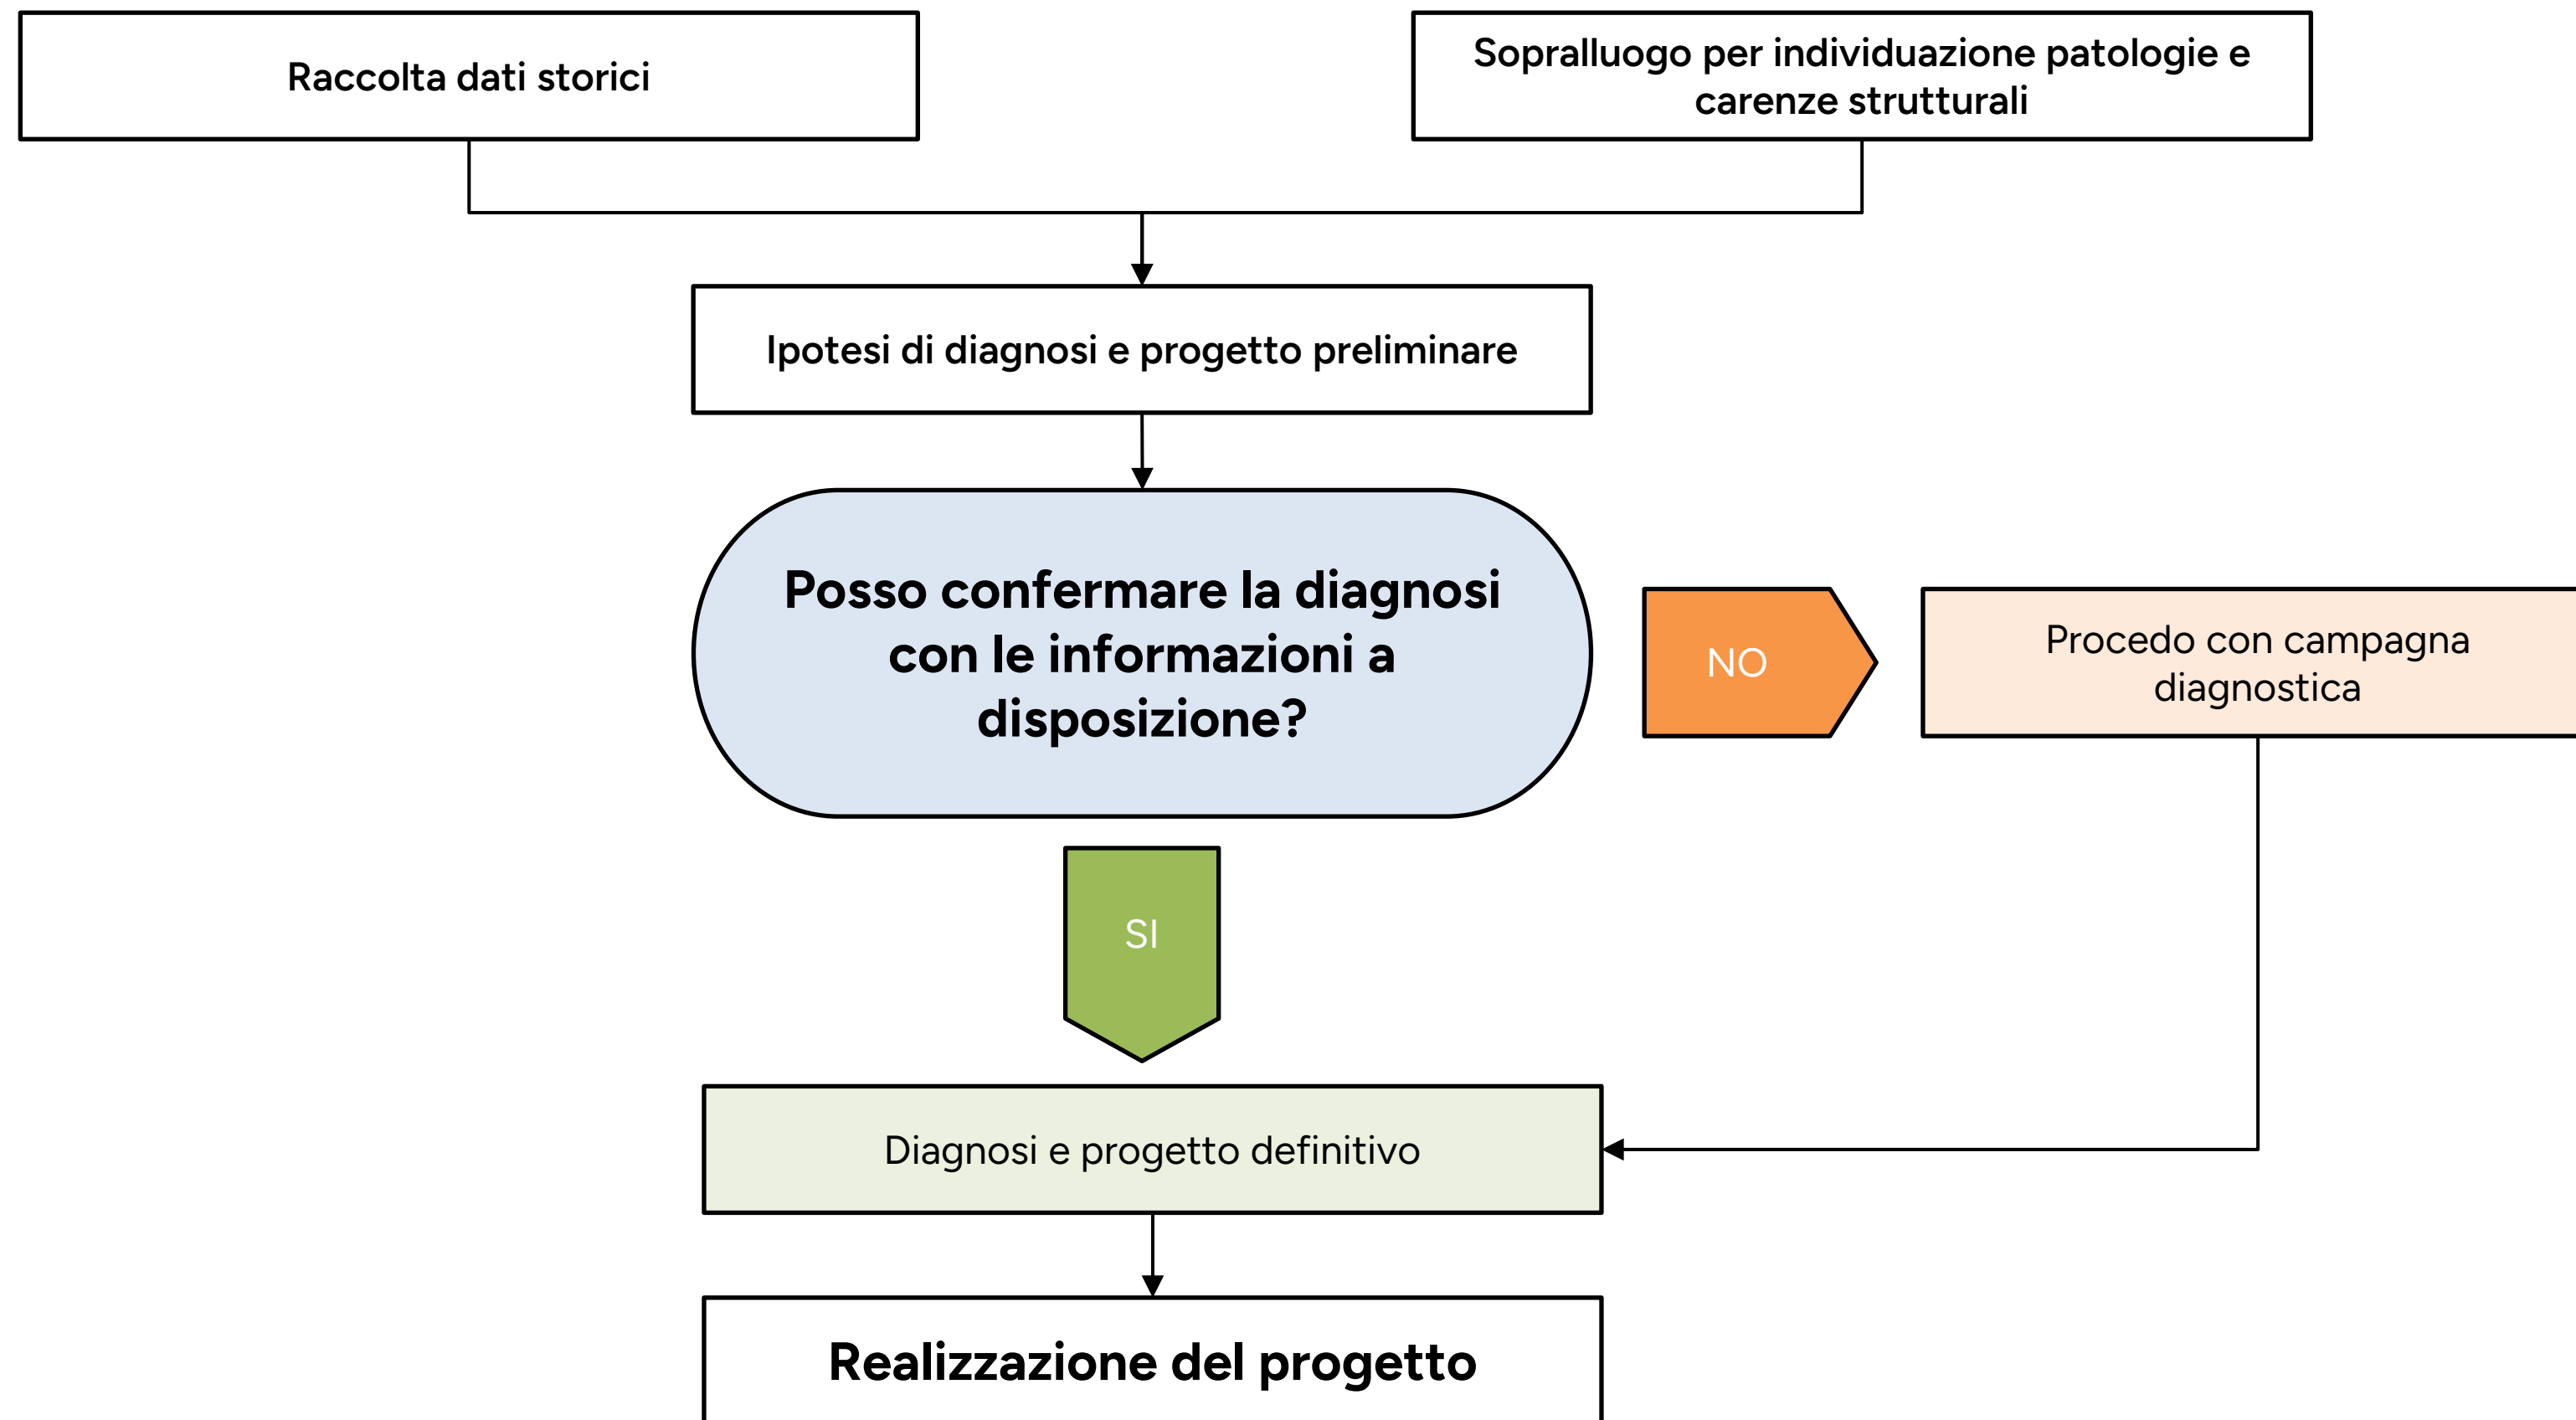 Raccolta dati storici
Sopralluogo per individuazione patologie e
carenze strutturali
Ipotesi di diagnosi e progetto preliminare
Posso confermare la diagnosi
con le informazioni a
disposizione?
NO
Procedo con campagna
diagnostica
SI
Diagnosi e progetto definitivo
Realizzazione del progetto